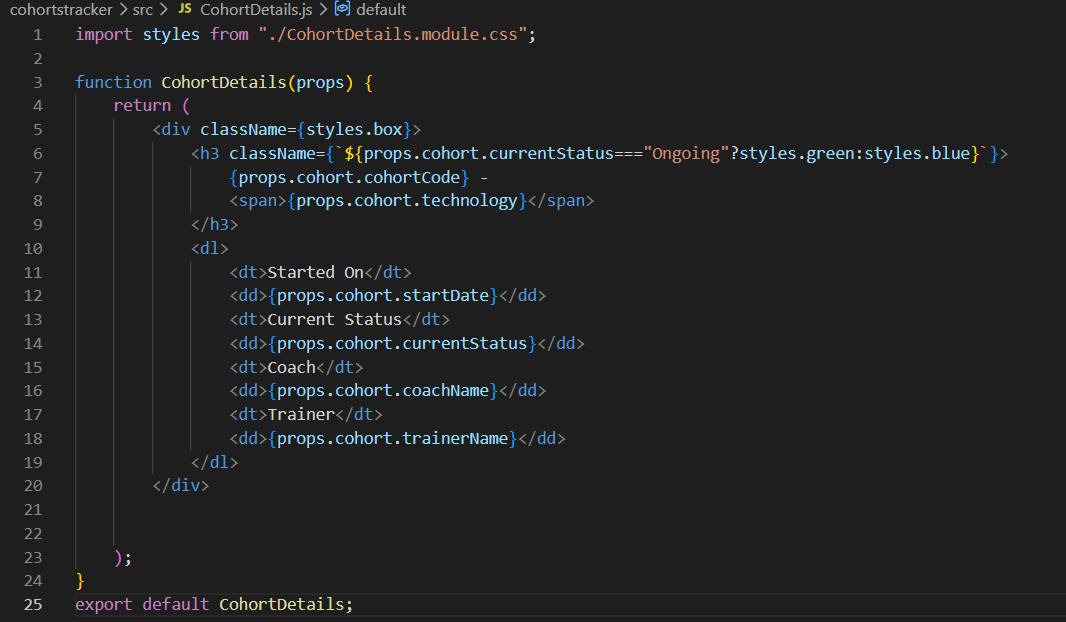 cohortstracker > src > JS CohortDetails.js > default
1 import styles from "./CohortDetails.module.css";
2
3 function CohortDetails(props) {
4     return (
5         <div className={styles.box}>
6             <h3 className={`${props.cohort.currentStatus==="Ongoing"?styles.green:styles.blue}`}>
7                 {props.cohort.cohortCode} -
8                 <span>{props.cohort.technology}</span>
9             </h3>
10             <dl>
11                 <dt>Started On</dt>
12                 <dd>{props.cohort.startDate}</dd>
13                 <dt>Current Status</dt>
14                 <dd>{props.cohort.currentStatus}</dd>
15                 <dt>Coach</dt>
16                 <dd>{props.cohort.coachName}</dd>
17                 <dt>Trainer</dt>
18                 <dd>{props.cohort.trainerName}</dd>
19             </dl>
20         </div>
21
22
23     );
24 }
25 export default CohortDetails;